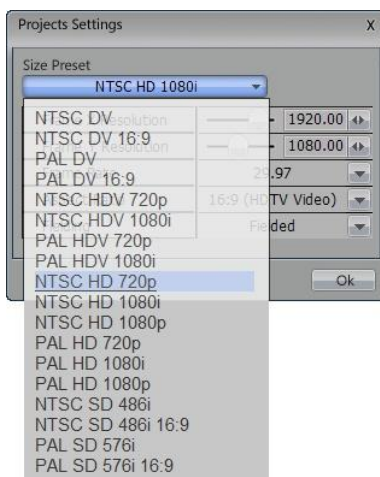 Projects Settings X
Size Preset
NTSC HD 1080i
NTSC DV
NTSC DV 16:9
PAL DV
PAL DV 16:9
NTSC HDV 720p
NTSC HDV 1080i
PAL HDV 720p
PAL HDV 1080i
NTSC HD 720p
NTSC HD 1080i
NTSC HD 1080p
PAL HD 720p
PAL HD 1080i
PAL HD 1080p
NTSC SD 486i
NTSC SD 486i 16:9
PAL SD 576i
PAL SD 576i 16:9
Resolution 1920.00
Resolution 1080.00
29.97
16:9 (HDTV Video)
Fielded
Ok